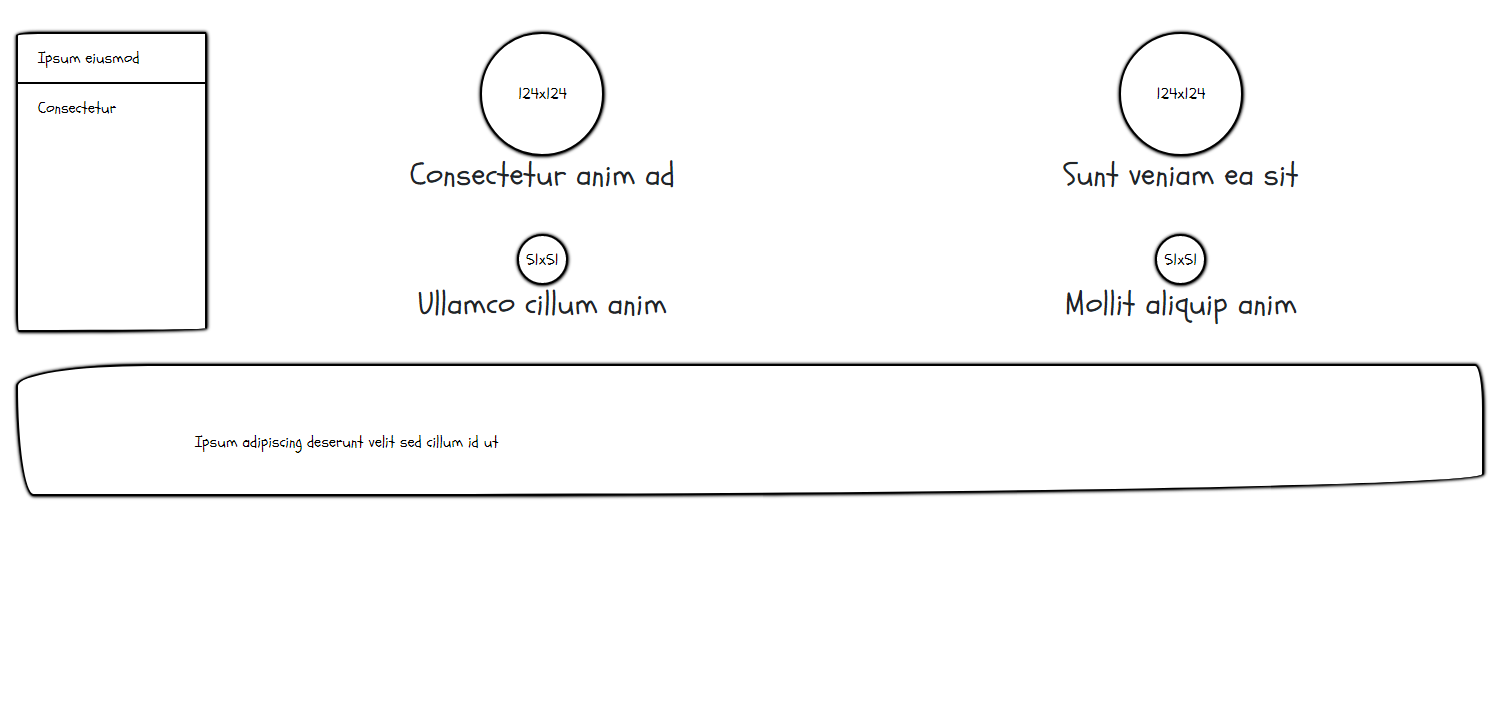 Ipsum eiusmod
Consectetur
124x124
Consectetur anim ad
124x124
Sunt veniam ea sit
51x51
Ullamco cillum anim
51x51
Mollit aliquip anim
Ipsum adipiscing deserunt velit sed cillum id ut